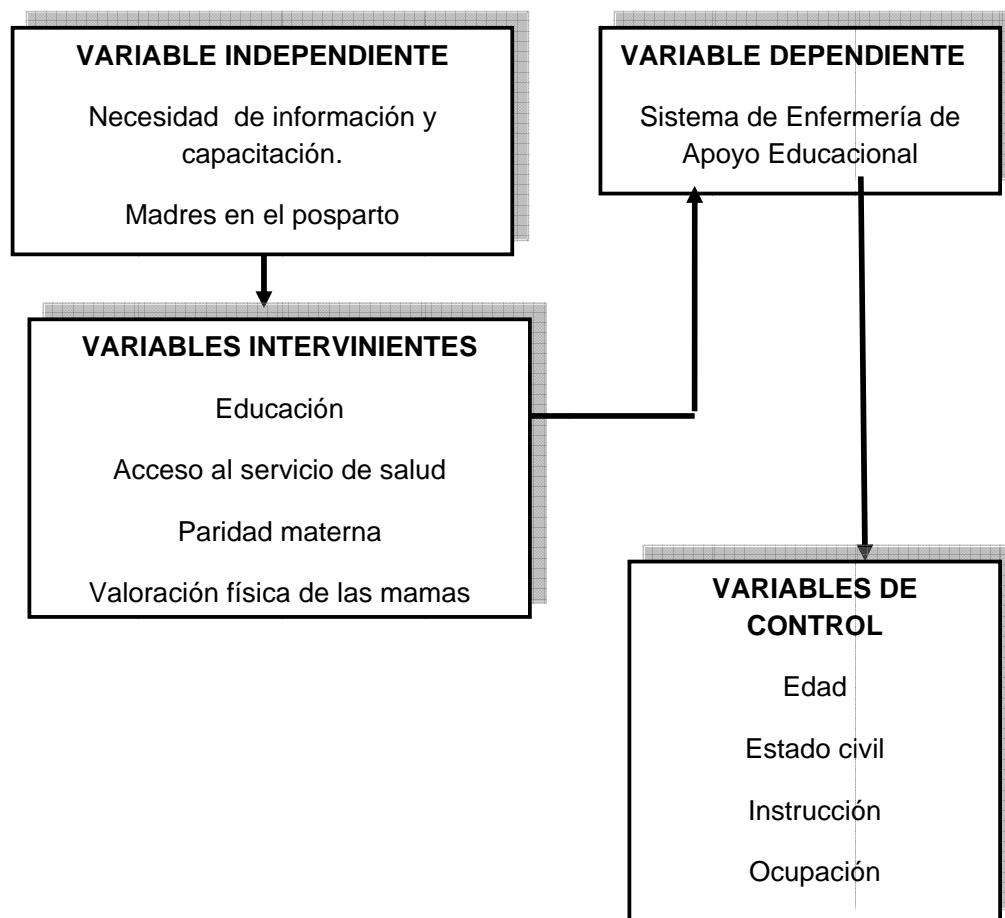 VARIABLE INDEPENDIENTE
Necesidad de información y
capacitación.
Madres en el posparto
VARIABLE DEPENDIENTE
Sistema de Enfermería de
Apoyo Educacional
VARIABLES INTERVINIENTES
Educación
Acceso al servicio de salud
Paridad materna
Valoración física de las mamas
VARIABLES DE
CONTROL
Edad
Estado civil
Instrucción
Ocupación